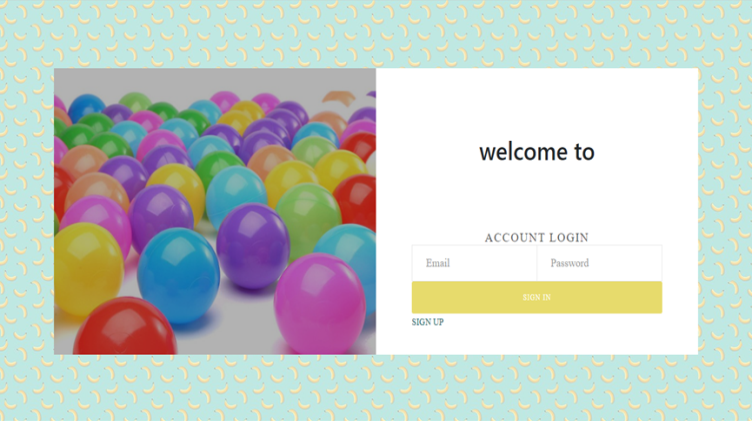 welcome to
ACCOUNT LOGIN
Email Password
SIGN IN
SIGN UP